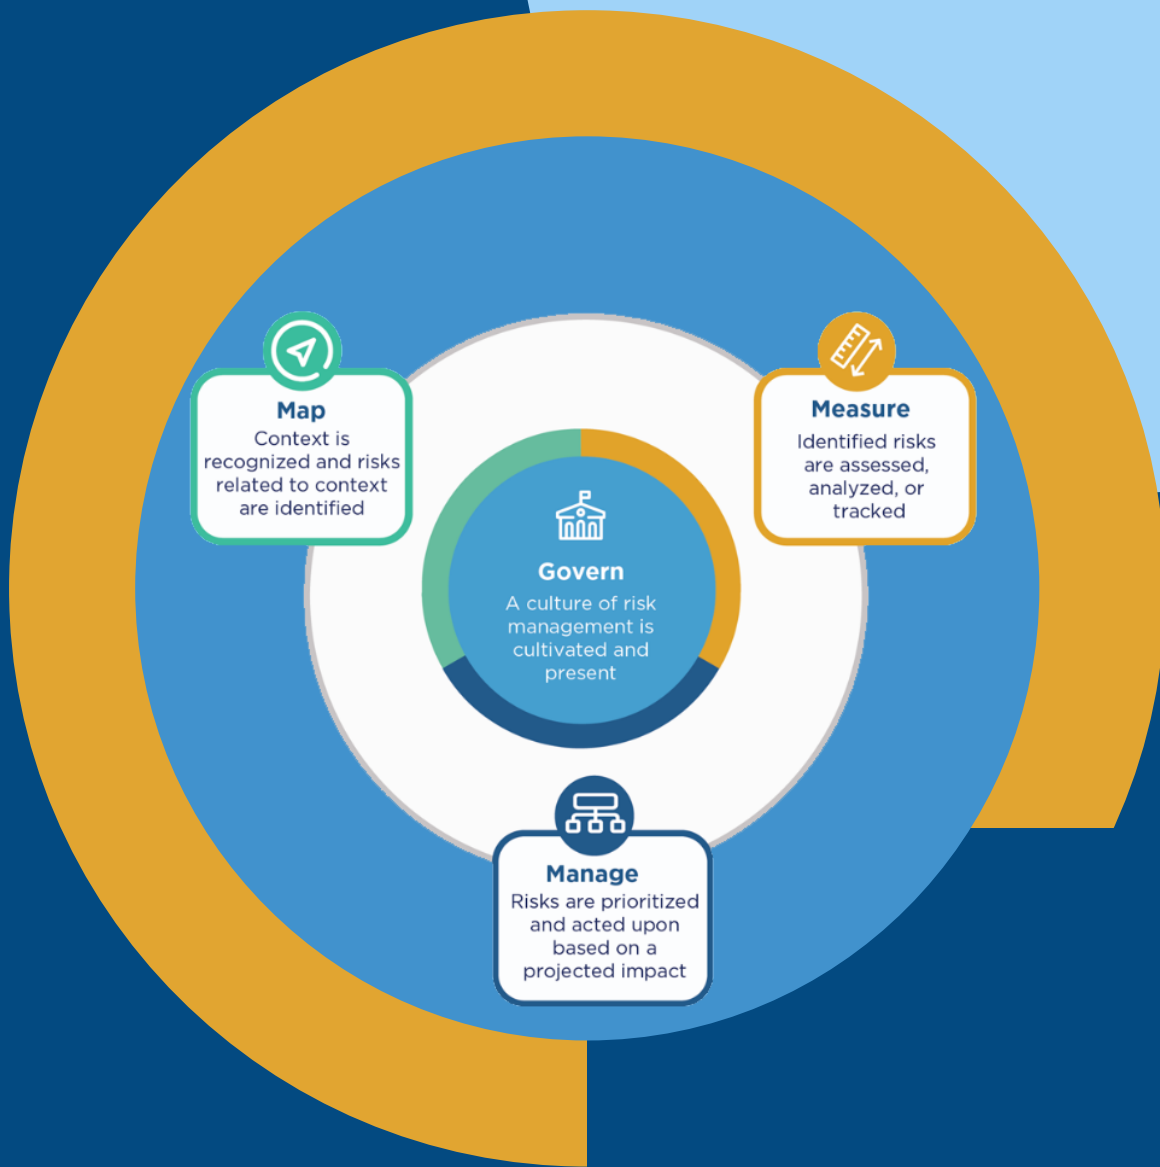 Map
Context is
recognized and risks
related to context
are identified
Measure
Identified risks
are assessed,
analyzed, or
tracked
Govern
A culture of risk
management is
cultivated and
present
Manage
Risks are prioritized
and acted upon
based on a
projected impact